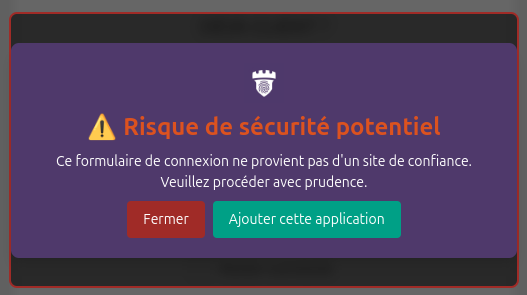 ⚠️ Risque de sécurité potentiel
Ce formulaire de connexion ne provient pas d'un site de confiance.
Veuillez procéder avec prudence.
Fermer Ajouter cette application